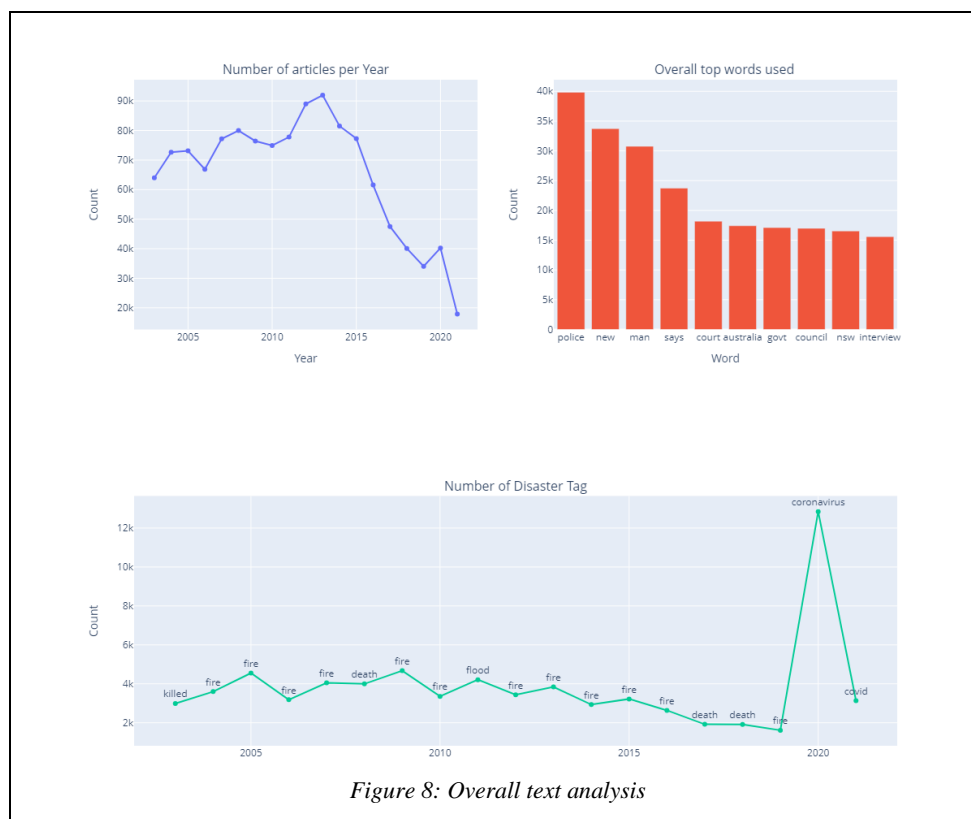 Number of articles per Year
90k
80k
70k
60k
50k
40k
30k
20k
Count
2005 2010 2015 2020
Year
Overall top words used
40k
35k
30k
25k
20k
15k
10k
5k
0
Count
police new man says court australia govt council nsw interview
Word
Number of Disaster Tag
12k
10k
8k
6k
4k
2k
Count
killed fire fire fire fire death fire fire flood fire fire fire fire fire death death fire coronavirus covid
2005 2010 2015 2020
Figure 8: Overall text analysis